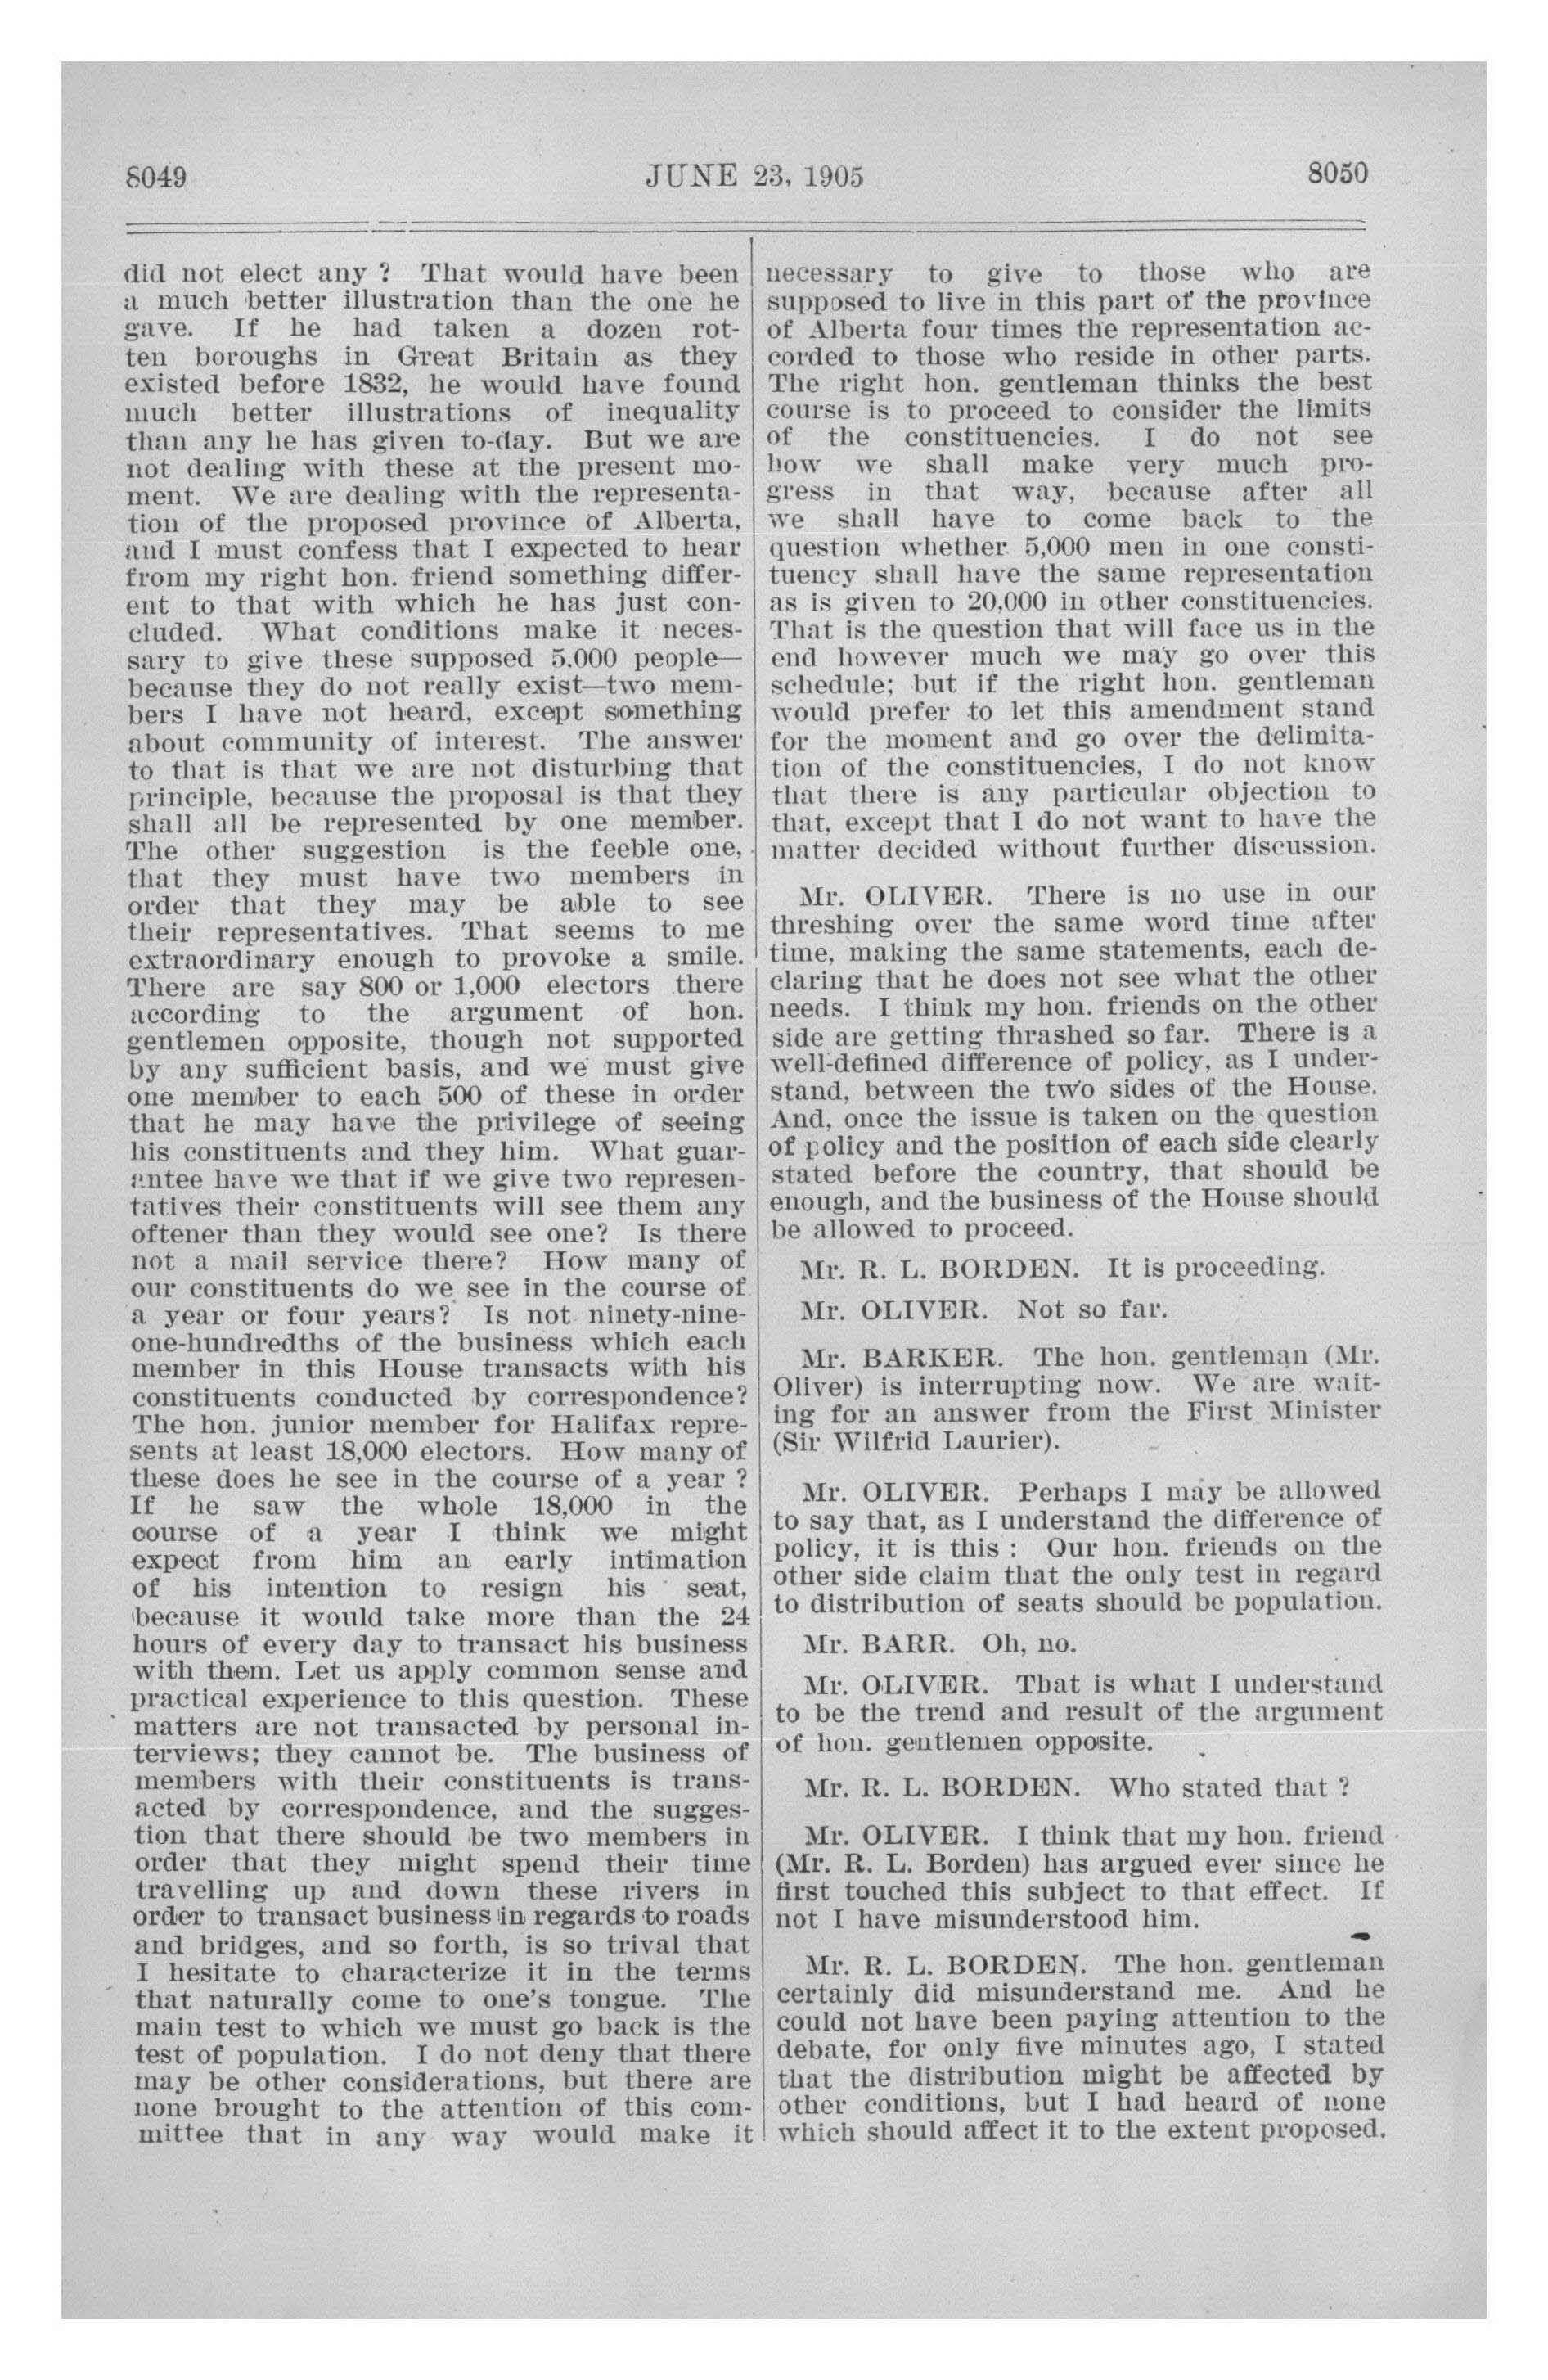 8049
JUNE 23, 1905
8050
did not elect any ? That would have been
a much better illustration than the one he
gave. If he had taken a dozen rot-
ten boroughs in Great Britain as they
existed before 1832, he would have found
much better illustrations of inequality
than any he has given to-day. But we are
not dealing with these at the present mo-
ment. We are dealing with the representa-
tion of the proposed province of Alberta,
and I must confess that I expected to hear
from my right hon. friend something differ-
ent to that with which he has just con-
cluded. What conditions make it neces-
sary to give these supposed 5.000 people—
because they do not really exist—two mem-
bers I have not heard, except something
about community of interest. The answer
to that is that we are not disturbing that
principle, because the proposal is that they
shall all be represented by one member.
The other suggestion is the feeble one,
that they must have two members in
order that they may be able to see
their representatives. That seems to me
extraordinary enough to provoke a smile.
There are say 800 or 1,000 electors there
according to the argument of hon.
gentlemen opposite, though not supported
by any sufficient basis, and we must give
one member to each 500 of these in order
that he may have the privilege of seeing
his constituents and they him. What guar-
antee have we that if we give two represen-
tatives their constituents will see them any
oftener than they would see one? Is there
not a mail service there? How many of
our constituents do we see in the course of
a year or four years? Is not ninety-nine-
one-hundredths of the business which each
member in this House transacts with his
constituents conducted by correspondence?
The hon. junior member for Halifax repre-
sents at least 18,000 electors. How many of
these does he see in the course of a year ?
If he saw the whole 18,000 in the
course of a year I think we might
expect from him an early intimation
of his intention to resign his seat,
because it would take more than the 24
hours of every day to transact his business
with them. Let us apply common sense and
practical experience to this question. These
matters are not transacted by personal in-
terviews; they cannot be. The business of
members with their constituents is trans-
acted by correspondence, and the sugges-
tion that there should be two members in
order that they might spend their time
travelling up and down these rivers in
order to transact business in regards to roads
and bridges, and so forth, is so trival that
I hesitate to characterize it in the terms
that naturally come to one's tongue. The
main test to which we must go back is the
test of population. I do not deny that there
may be other considerations, but there are
none brought to the attention of this com-
mittee that in any way would make it
necessary to give to those who are
supposed to live in this part of the province
of Alberta four times the representation ac-
corded to those who reside in other parts.
The right hon. gentleman thinks the best
course is to proceed to consider the limits
of the constituencies. I do not see
how we shall make very much pro-
gress in that way, because after all
we shall have to come back to the
question whether 5,000 men in one consti-
tuency shall have the same representation
as is given to 20,000 in other constituencies.
That is the question that will face us in the
end however much we may go over this
schedule; but if the right hon. gentleman
would prefer to let this amendment stand
for the moment and go over the delimita-
tion of the constituencies, I do not know
that there is any particular objection to
that, except that I do not want to have the
matter decided without further discussion.
Mr. OLIVER. There is no use in our
threshing over the same word time after
time, making the same statements, each de-
claring that he does not see what the other
needs. I think my hon. friends on the other
side are getting thrashed so far. There is a
well-defined difference of policy, as I under-
stand, between the two sides of the House.
And, once the issue is taken on the question
of policy and the position of each side clearly
stated before the country, that should be
enough, and the business of the House should
be allowed to proceed.
Mr. R. L. BORDEN. It is proceeding.
Mr. OLIVER. Not so far.
Mr. BARKER. The hon. gentleman (Mr.
Oliver) is interrupting now. We are wait-
ing for an answer from the First Minister
(Sir Wilfrid Laurier).
Mr. OLIVER. Perhaps I may be allowed
to say that, as I understand the difference of
policy, it is this : Our hon. friends on the
other side claim that the only test in regard
to distribution of seats should be population.
Mr. BARR. Oh, no.
Mr. OLIVER. That is what I understand
to be the trend and result of the argument
of hon. gentlemen opposite.
Mr. R. L. BORDEN. Who stated that ?
Mr. OLIVER. I think that my hon. friend
(Mr. R. L. Borden) has argued ever since he
first touched this subject to that effect. If
not I have misunderstood him.
Mr. R. L. BORDEN. The hon. gentleman
certainly did misunderstand me. And he
could not have been paying attention to the
debate, for only five minutes ago, I stated
that the distribution might be affected by
other conditions, but I had heard of none
which should affect it to the extent proposed.